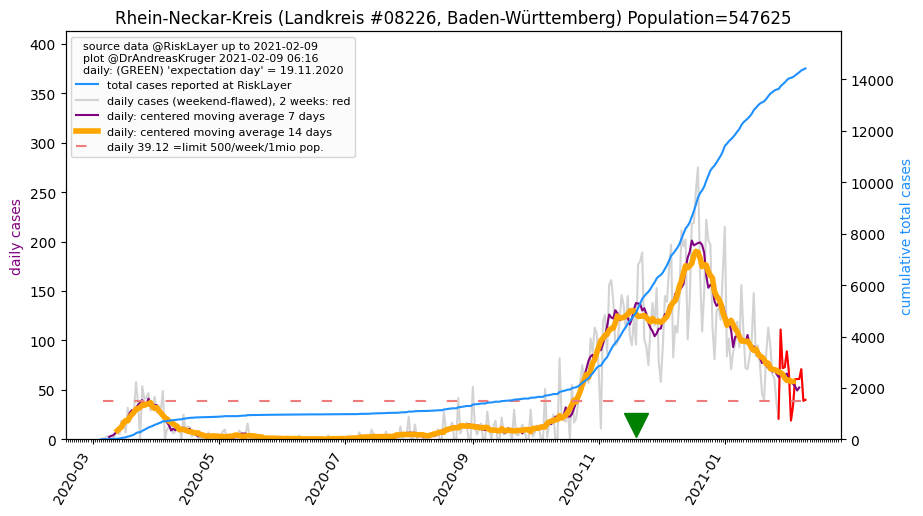 Rhein-Neckar-Kreis (Landkreis #08226, Baden-Württemberg) Population=547625
source data @RiskLayer up to 2021-02-09
plot @DrAndreasKruger 2021-02-09 06:16
daily: (GREEN) 'expectation day' = 19.11.2020
total cases reported at RiskLayer
daily cases (weekend-flawed), 2 weeks: red
daily: centered moving average 7 days
daily: centered moving average 14 days
daily 39.12 =limit 500/week/1mio pop.
daily cases
400
350
300
250
200
150
100
50
0
cumulative total cases
14000
12000
10000
8000
6000
4000
2000
0
2020-03
2020-05
2020-07
2020-09
2020-11
2021-01